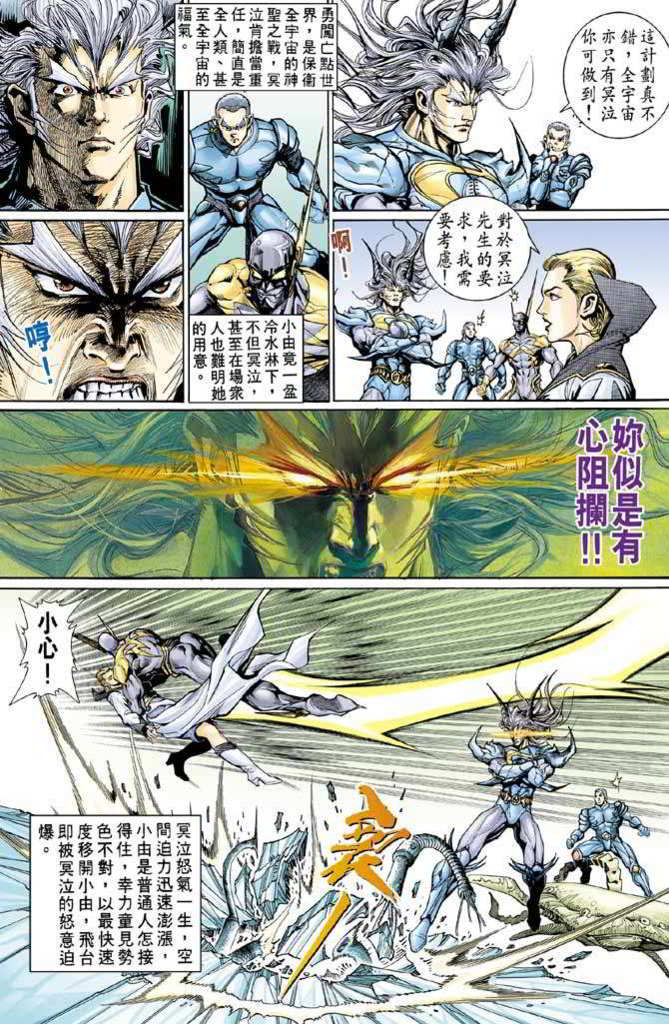 這計劃真不
錯，全宇宙
亦只有冥泣
你可做到！
勇闖亡點世
界，是保衛
全宇宙的神
聖之戰，冥
泣肯擔當重
任，簡直是
全人類、甚
至全宇宙的
福氣。
對於冥泣
先生的要
求，我需
要考慮！
啊！
小由竟一盆
冷水淋下，
不但冥泣，
甚至在場眾
人也難明她
的用意。
哼！
妳似是有
心阻攔!!
小心！
冥泣怒氣一生，空
間迫力迅速澎漲，
小由是普通人怎接
得住，幸力童見勢
色不對，以最快速
度移開小由，飛台
即被冥泣的怒意迫
爆。